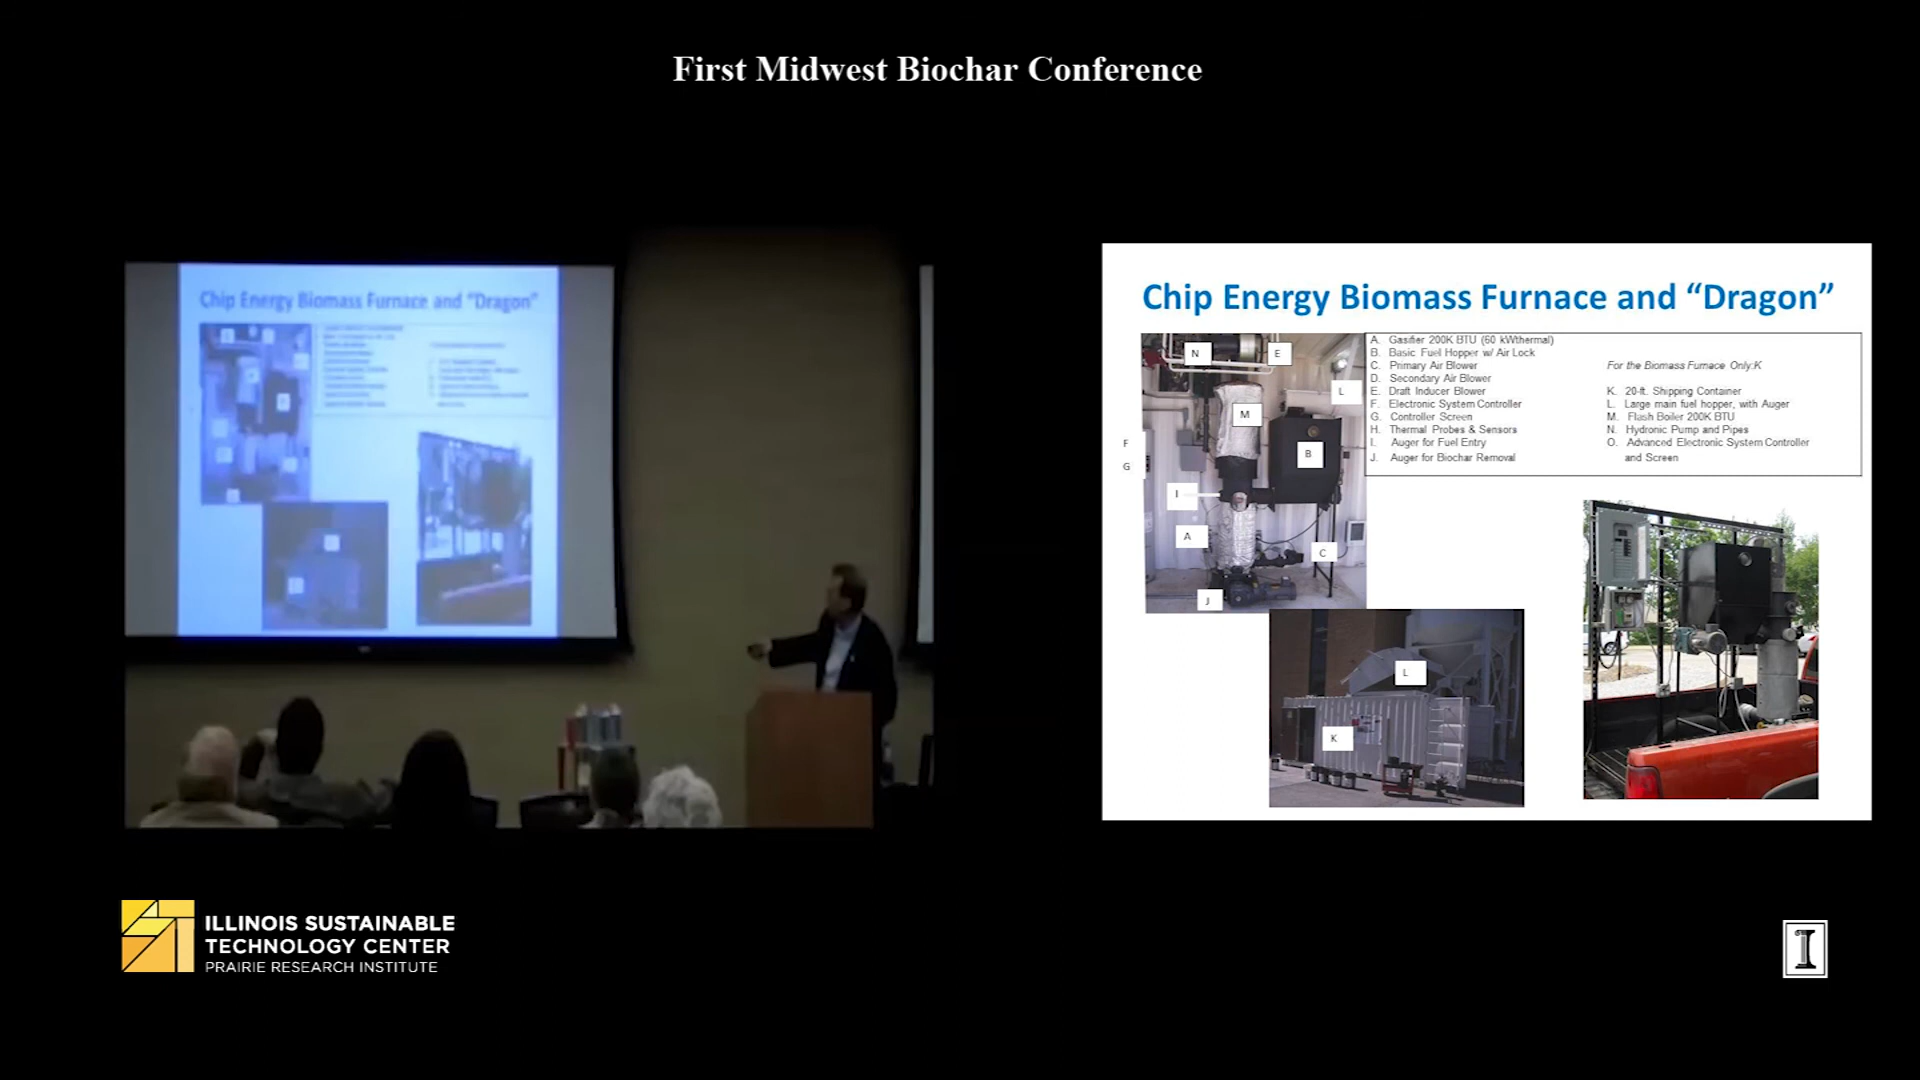 First Midwest Biochar Conference
Chip Energy Biomass Furnace and “Dragon”
Chip Energy Biomass Furnace and “Dragon”
A. Gasifier 200K BTU (60 kWthermal)
B. Basic Fuel Hopper w/ Air Lock
C. Primary Air Blower
D. Secondary Air Blower
E. Draft Inducer Blower
F. Electronic System Controller
G. Controller Screen
H. Thermal Probes & Sensors
I. Auger for Fuel Entry
J. Auger for Biochar Removal
For the Biomass Furnace Only:K
K. 20-ft. Shipping Container
L. Large main fuel hopper, with Auger
M. Flash Boiler 200K BTU
N. Hydronic Pump and Pipes
O. Advanced Electronic System Controller
and Screen
N
E
L
M
F
B
G
I
A
C
J
L
K
ILLINOIS SUSTAINABLE
TECHNOLOGY CENTER
PRAIRIE RESEARCH INSTITUTE
I